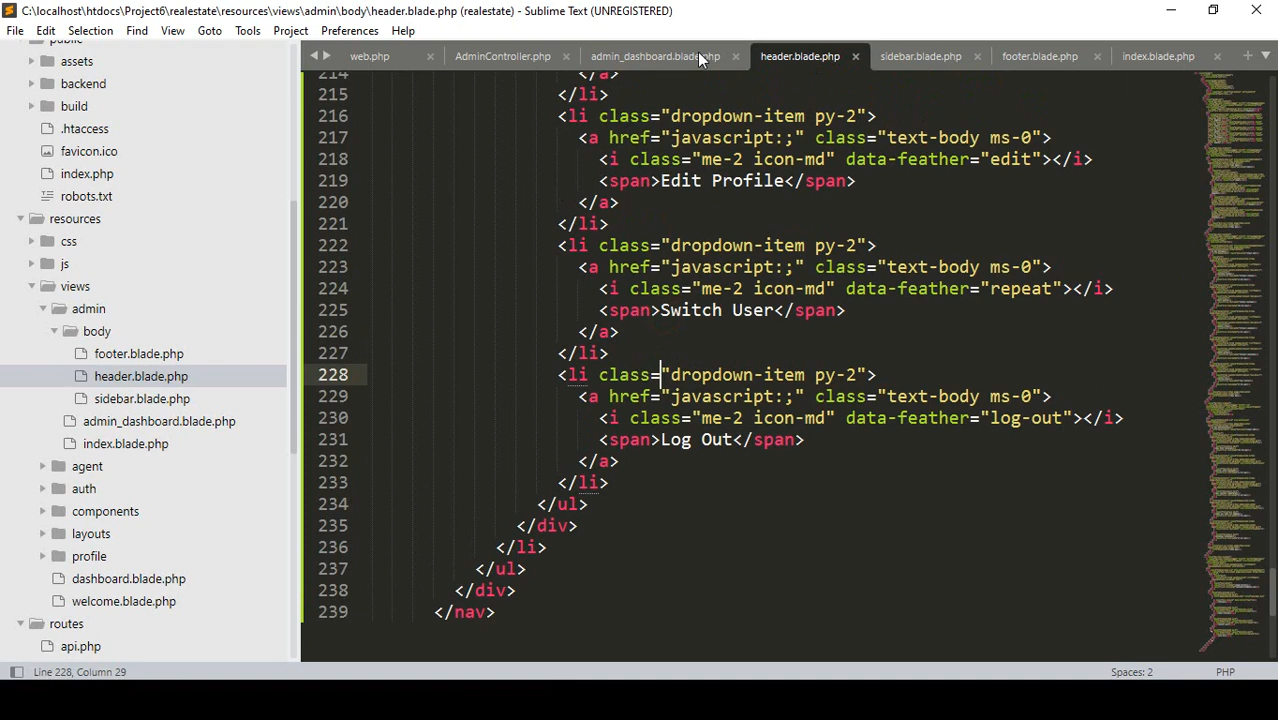 C:\localhost\htdocs\Project6\realestate\resources\views\admin\body\header.blade.php (realestate) - Sublime Text (UNREGISTERED)
File Edit Selection Find View Goto Tools Project Preferences Help
web.php AdminController.php admin_dashboard.blade.php header.blade.php sidebar.blade.php footer.blade.php index.blade.php
public
assets
backend
build
.htaccess
favicon.ico
index.php
robots.txt
resources
css
js
views
admin
body
footer.blade.php
header.blade.php
sidebar.blade.php
admin_dashboard.blade.php
index.blade.php
agent
auth
components
layouts
profile
dashboard.blade.php
welcome.blade.php
routes
api.php
214 </a>
215 </li>
216 <li class="dropdown-item py-2">
217 <a href="javascript:;" class="text-body ms-0">
218 <i class="me-2 icon-md" data-feather="edit"></i>
219 <span>Edit Profile</span>
220 </a>
221 </li>
222 <li class="dropdown-item py-2">
223 <a href="javascript:;" class="text-body ms-0">
224 <i class="me-2 icon-md" data-feather="repeat"></i>
225 <span>Switch User</span>
226 </a>
227 </li>
228 <li class="dropdown-item py-2">
229 <a href="javascript:;" class="text-body ms-0">
230 <i class="me-2 icon-md" data-feather="log-out"></i>
231 <span>Log Out</span>
232 </a>
233 </li>
234 </ul>
235 </div>
236 </li>
237 </ul>
238 </div>
239 </nav>
Line 228, Column 29 Spaces: 2 PHP